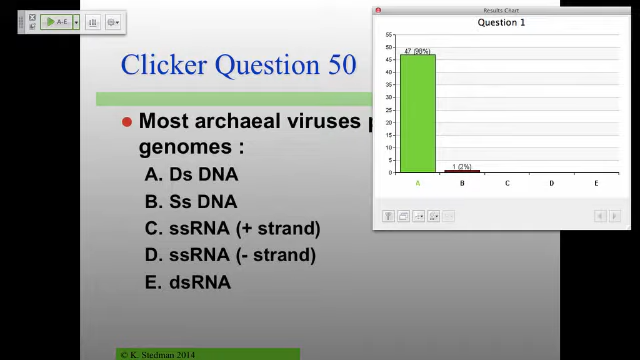 A-E
Results Chart
Question 1
55
50
45
40
35
30
25
20
15
10
5
0
47 (98%)
1 (2%)
A
B
C
D
E
Clicker Question 50
Most archaeal viruses
genomes :
A. Ds DNA
B. Ss DNA
C. ssRNA (+ strand)
D. ssRNA (- strand)
E. dsRNA
© K. Stedman 2014